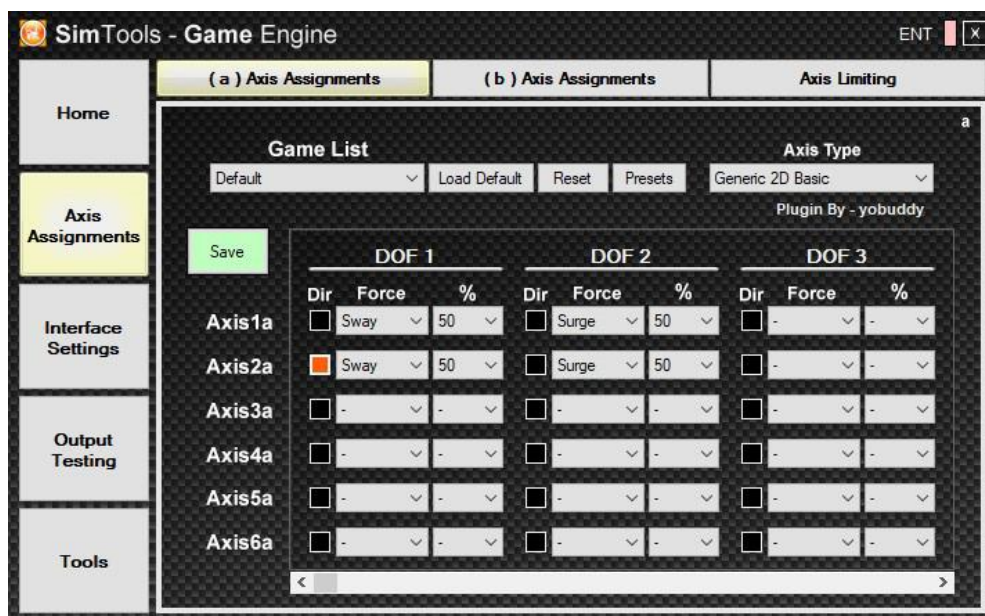 SimTools - Game Engine
ENT X
Home
Axis
Assignments
Interface
Settings
Output
Testing
Tools
( a ) Axis Assignments ( b ) Axis Assignments Axis Limiting
a
Game List Axis Type
Default Load Default Reset Presets Generic 2D Basic
Plugin By - yobuddy
Save
DOF 1 DOF 2 DOF 3
Dir Force % Dir Force % Dir Force %
Axis1a Sway 50 Surge 50 - -
Axis2a Sway 50 Surge 50 - -
Axis3a - - - - - -
Axis4a - - - - - -
Axis5a - - - - - -
Axis6a - - - - - -